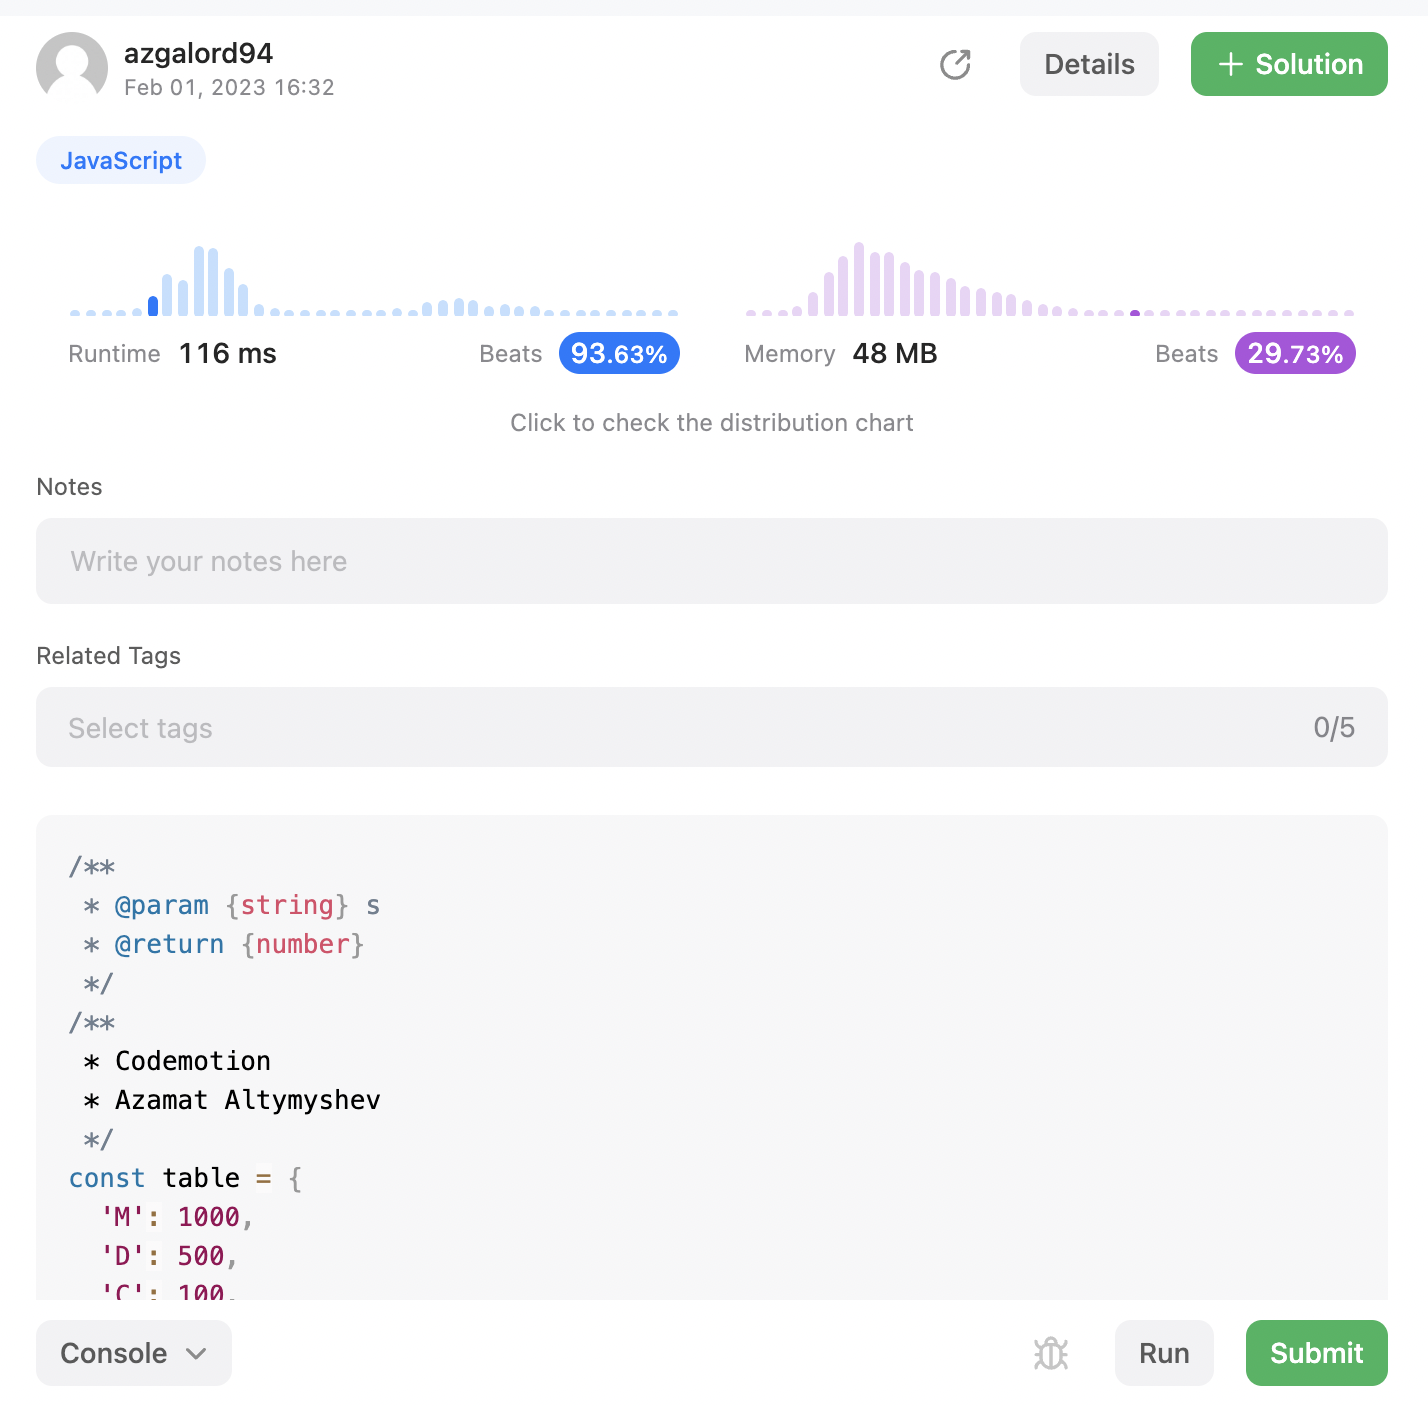 azgalord94
Feb 01, 2023 16:32
Details
+ Solution
JavaScript
Runtime 116 ms Beats 93.63%
Memory 48 MB Beats 29.73%
Click to check the distribution chart
Notes
Write your notes here
Related Tags
Select tags 0/5
/**
 * @param {string} s
 * @return {number}
 */
/**
 * Codemotion
 * Azamat Altymyshev
 */
const table = {
  'M': 1000,
  'D': 500,
  'C': 100,
Console
Run
Submit